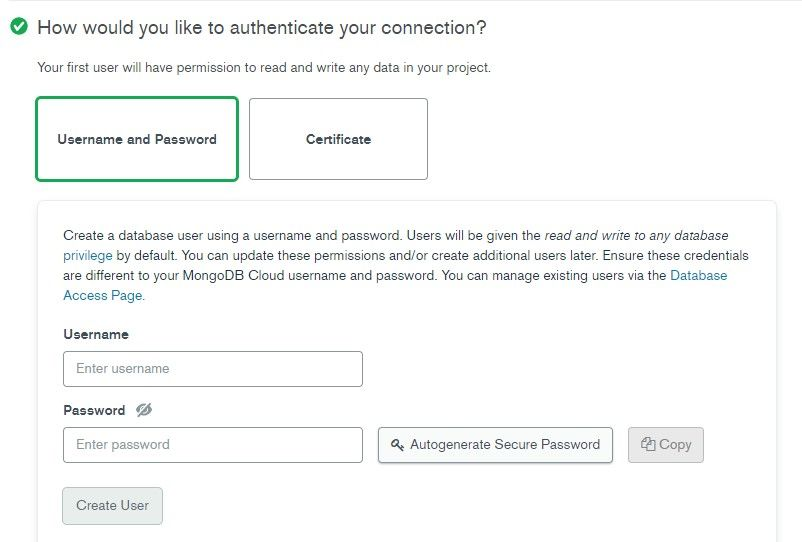 How would you like to authenticate your connection?
Your first user will have permission to read and write any data in your project.
Username and Password
Certificate
Create a database user using a username and password. Users will be given the read and write to any database
privilege by default. You can update these permissions and/or create additional users later. Ensure these credentials
are different to your MongoDB Cloud username and password. You can manage existing users via the Database
Access Page.
Username
Enter username
Password
Enter password
Autogenerate Secure Password
Copy
Create User